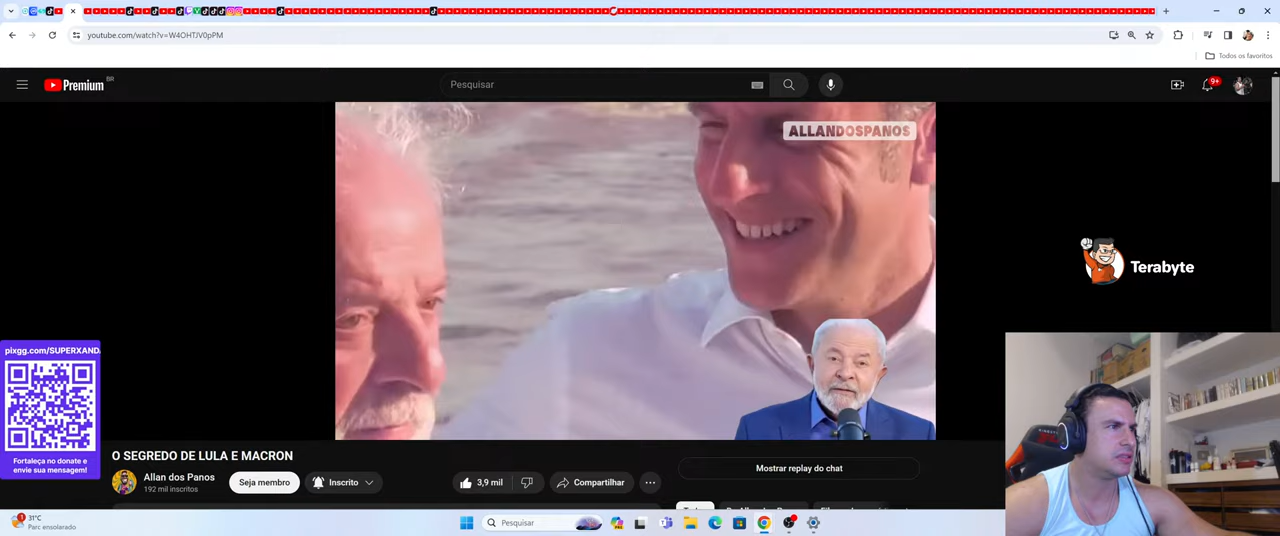 youtube.com/watch?v=W4OHTJV0pPM
Todos os favoritos
Premium BR
Pesquisar
9+
ALLANDOSPANOS
Terabyte
pixgg.com/SUPERXAND
Fortaleça no donate e
envie sua mensagem!
O SEGREDO DE LULA E MACRON
Allan dos Panos
192 mil inscritos
Seja membro
Inscrito
3,9 mil
Compartilhar
Mostrar replay do chat
1
31°C
Parc ensolarado
Pesquisar